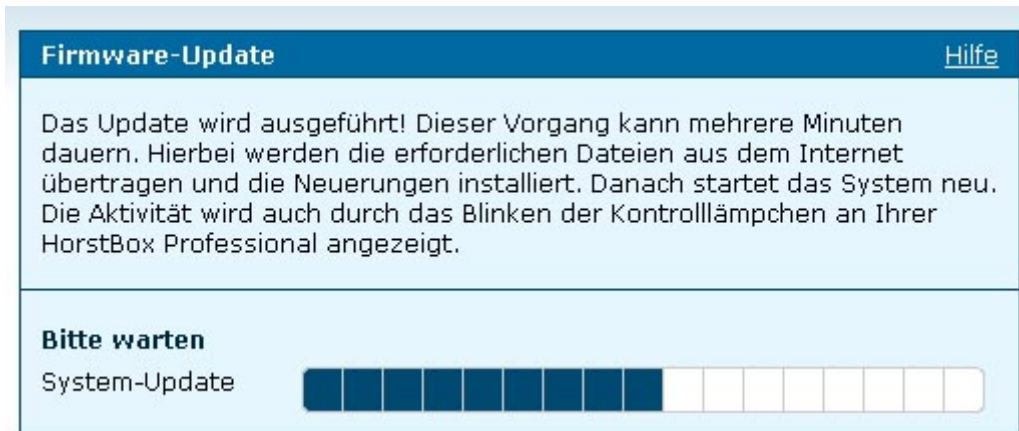 Firmware-Update Hilfe
Das Update wird ausgeführt! Dieser Vorgang kann mehrere Minuten
dauern. Hierbei werden die erforderlichen Dateien aus dem Internet
übertragen und die Neuerungen installiert. Danach startet das System neu.
Die Aktivität wird auch durch das Blinken der Kontrolllämpchen an Ihrer
HorstBox Professional angezeigt.
Bitte warten
System-Update